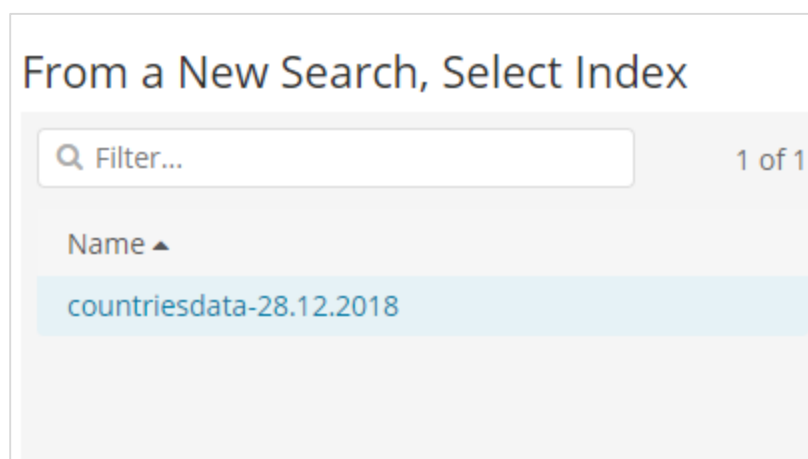 From a New Search, Select Index
Filter... 1 of 1
Name
countriesdata-28.12.2018